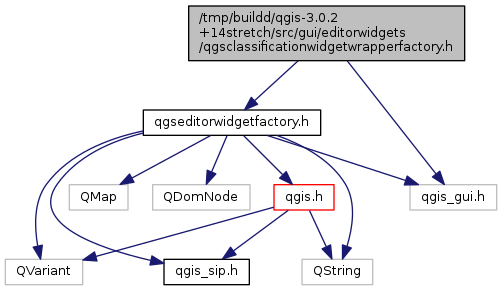 /tmp/buildd/qgis-3.0.2
+14stretch/src/gui/editorwidgets
/qgsclassificationwidgetwrapperfactory.h
qgseditorwidgetfactory.h
QMap
QDomNode
qgis.h
qgis_gui.h
QVariant
qgis_sip.h
QString